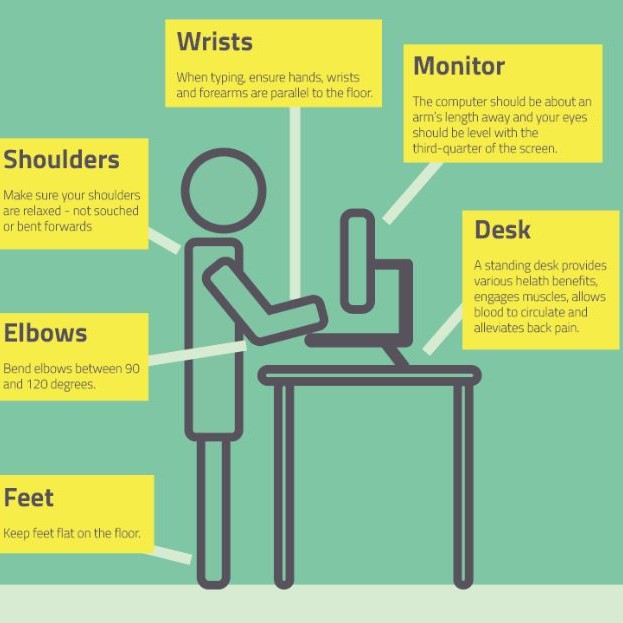 Wrists
When typing, ensure hands, wrists
and forearms are parallel to the floor.
Monitor
The computer should be about an
arm's length away and your eyes
should be level with the
third-quarter of the screen.
Shoulders
Make sure your shoulders
are relaxed - not souched
or bent forwards
Desk
A standing desk provides
various helath benefits,
engages muscles, allows
blood to circulate and
alleviates back pain.
Elbows
Bend elbows between 90
and 120 degrees.
Feet
Keep feet flat on the floor.